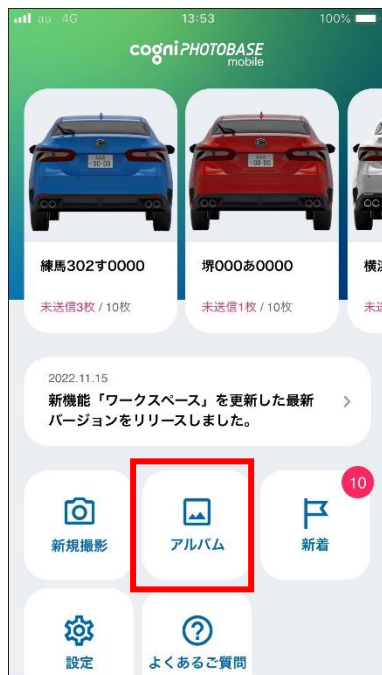 au 4G 13:53 100%
cogni PHOTOBASE
mobile
練馬302す0000 堺000あ0000 横
未送信3枚 / 10枚 未送信1枚 / 10枚 未
2022.11.15
新機能「ワークスペース」を更新した最新
バージョンをリリースしました。
10
新規撮影 アルバム 新着
設定 よくあるご質問